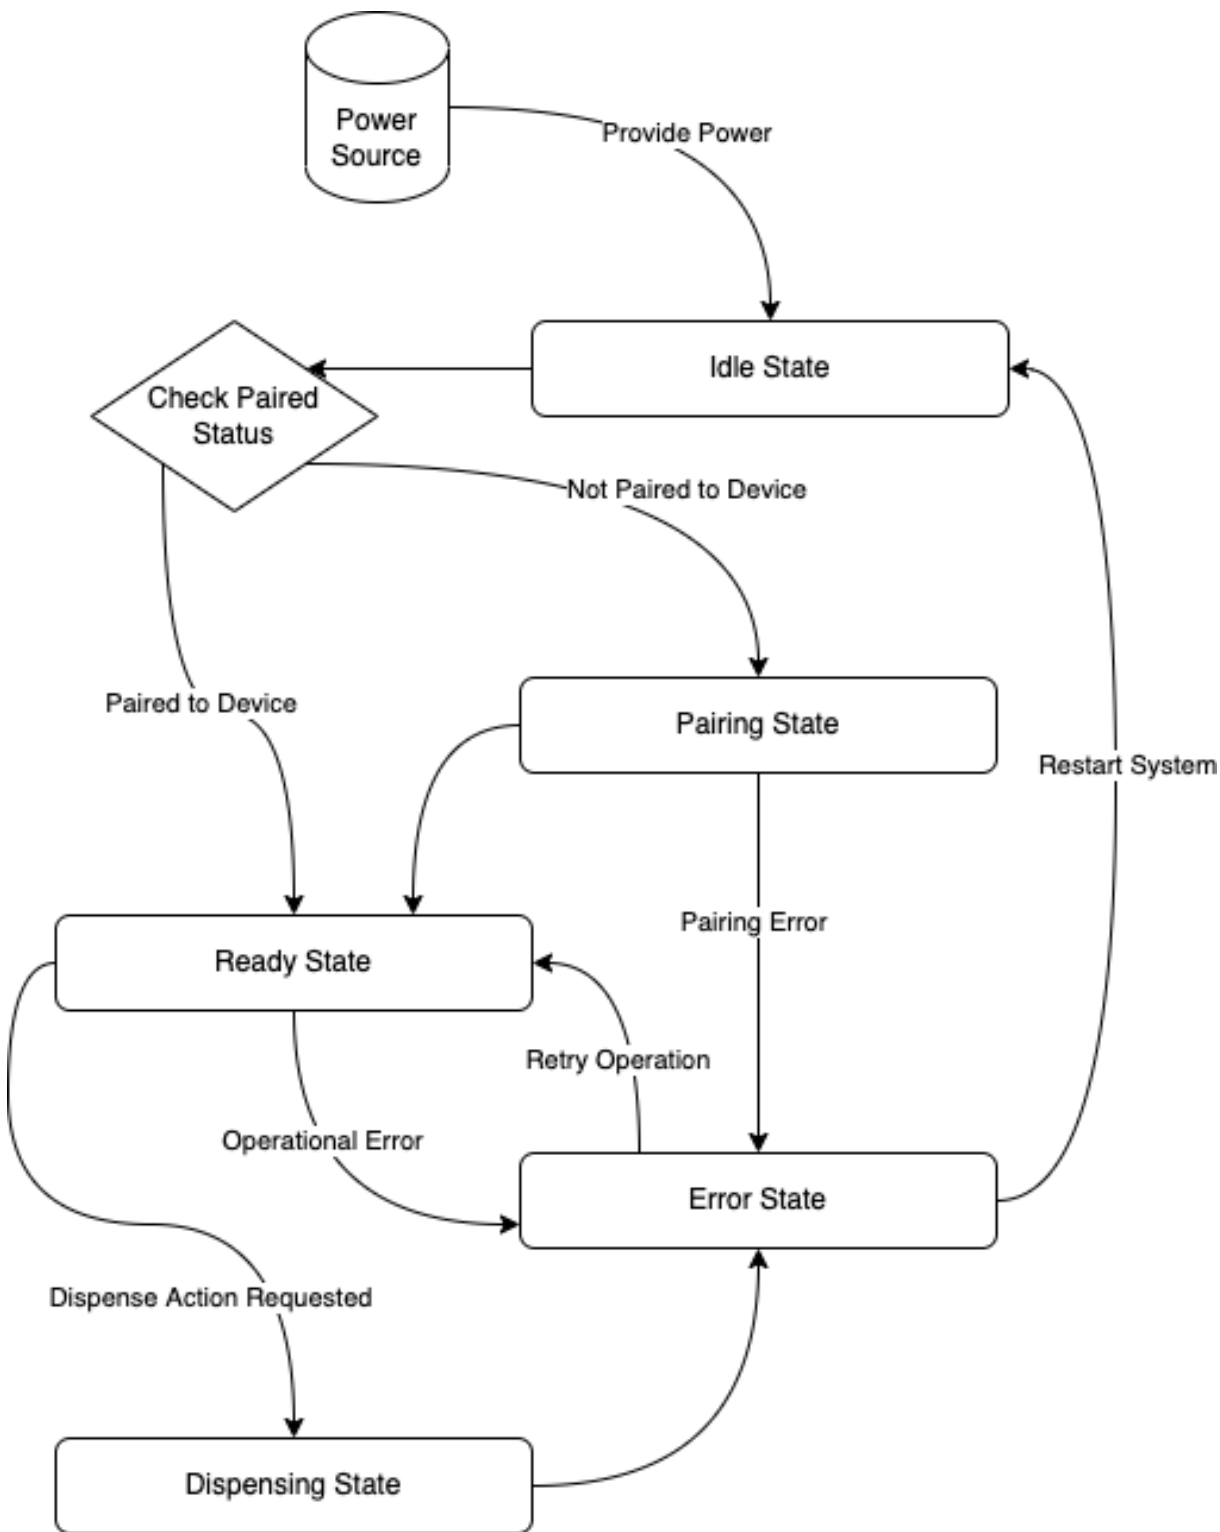 Power
Source
Provide Power
Idle State
Check Paired
Status
Not Paired to Device
Paired to Device
Pairing State
Restart System
Pairing Error
Ready State
Retry Operation
Operational Error
Error State
Dispense Action Requested
Dispensing State